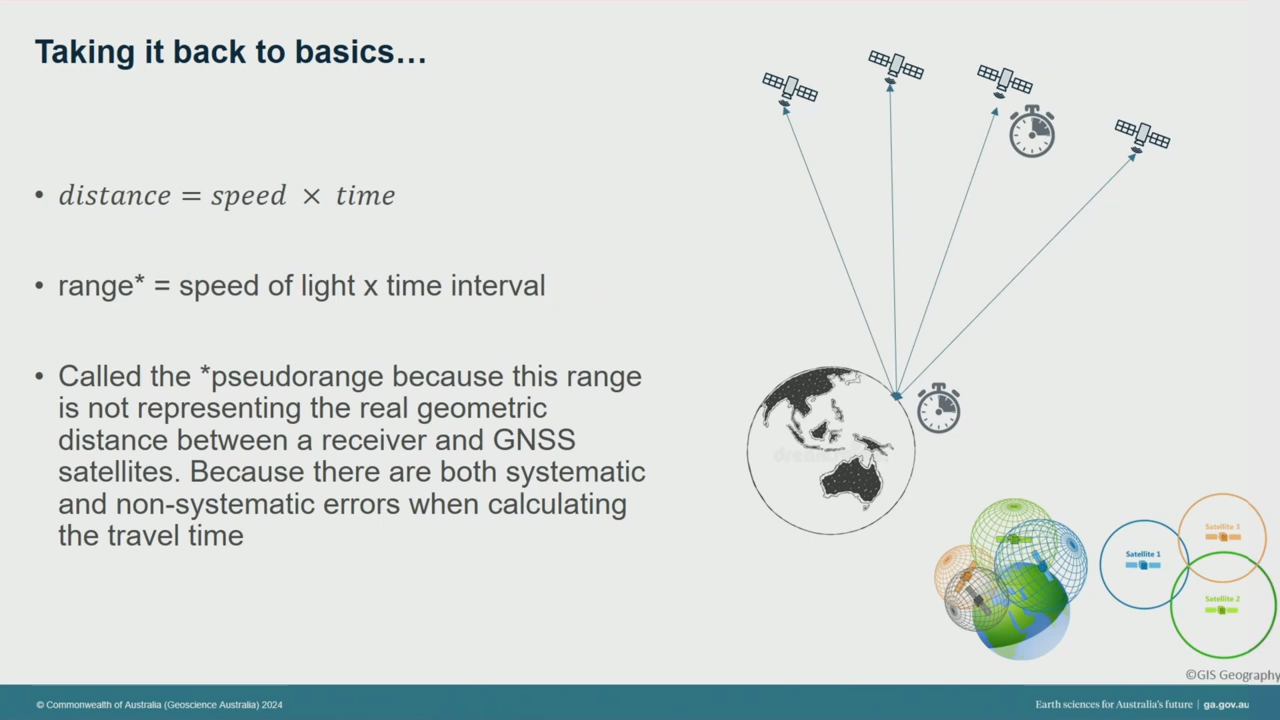 Taking it back to basics…
• distance = speed × time
• range* = speed of light x time interval
• Called the *pseudorange because this range
is not representing the real geometric
distance between a receiver and GNSS
satellites. Because there are both systematic
and non-systematic errors when calculating
the travel time
Satellite 1
Satellite 3
Satellite 2
©GIS Geography
© Commonwealth of Australia (Geoscience Australia) 2024
Earth sciences for Australia's future | ga.gov.au